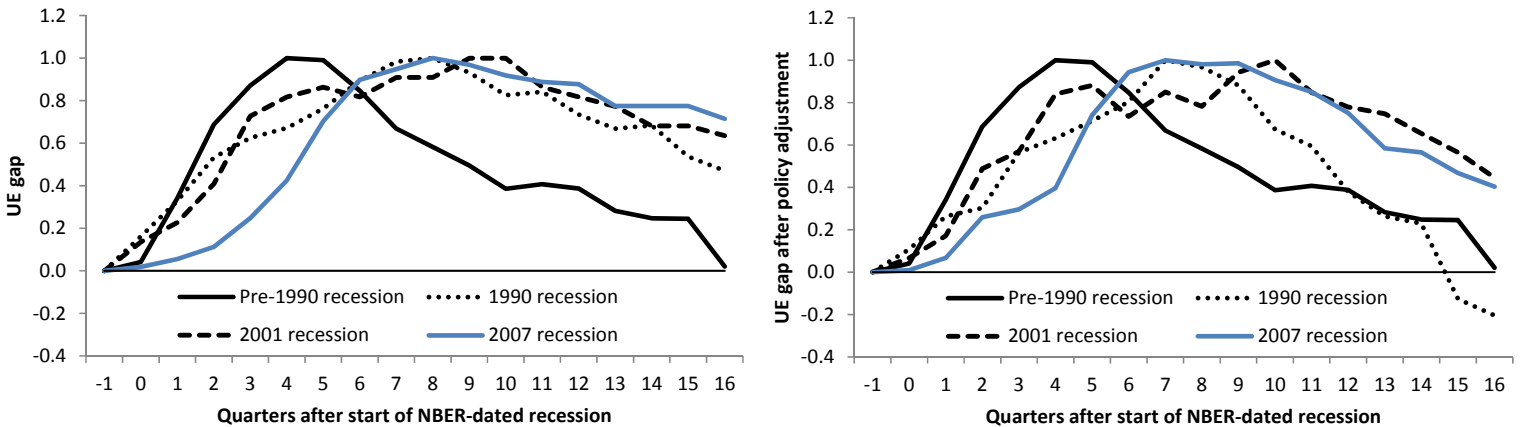 1.2
1.0
0.8
0.6
0.4
0.2
0.0
-0.2
-0.4
UE gap
Pre-1990 recession
1990 recession
2001 recession
2007 recession
-1 0 1 2 3 4 5 6 7 8 9 10 11 12 13 14 15 16
Quarters after start of NBER-dated recession
1.2
1.0
0.8
0.6
0.4
0.2
0.0
-0.2
-0.4
UE gap after policy adjustment
Pre-1990 recession
1990 recession
2001 recession
2007 recession
-1 0 1 2 3 4 5 6 7 8 9 10 11 12 13 14 15 16
Quarters after start of NBER-dated recession